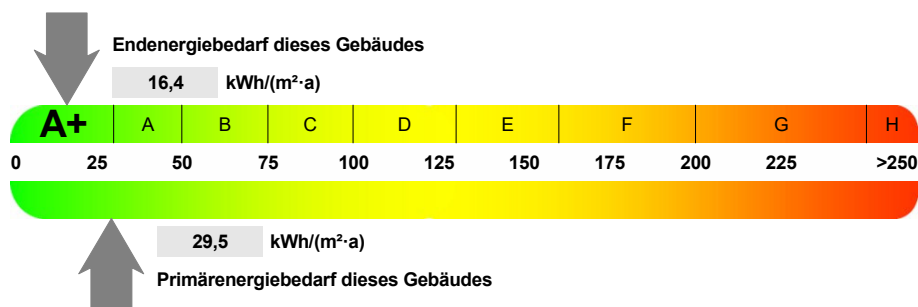 Endenergiebedarf dieses Gebäudes
16,4 kWh/(m²·a)
A+ A B C D E F G H
0 25 50 75 100 125 150 175 200 225 >250
29,5 kWh/(m²·a)
Primärenergiebedarf dieses Gebäudes